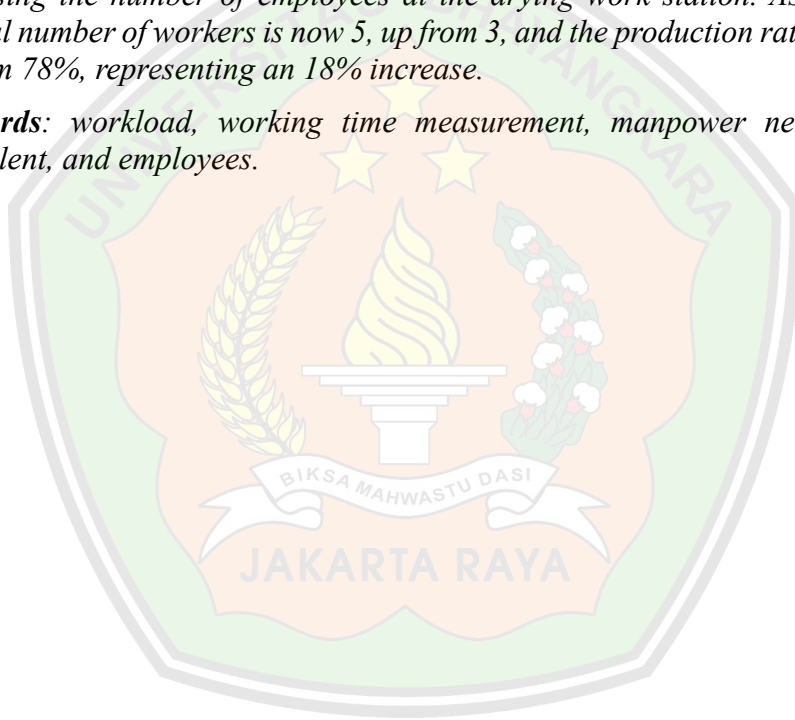 sing the number of employees at the drying work station. As
al number of workers is now 5, up from 3, and the production rat
m 78%, representing an 18% increase.
rds: workload, working time measurement, manpower ne
lent, and employees.
BIKSA MAHWASTU DASI
JAKARTA RAYA